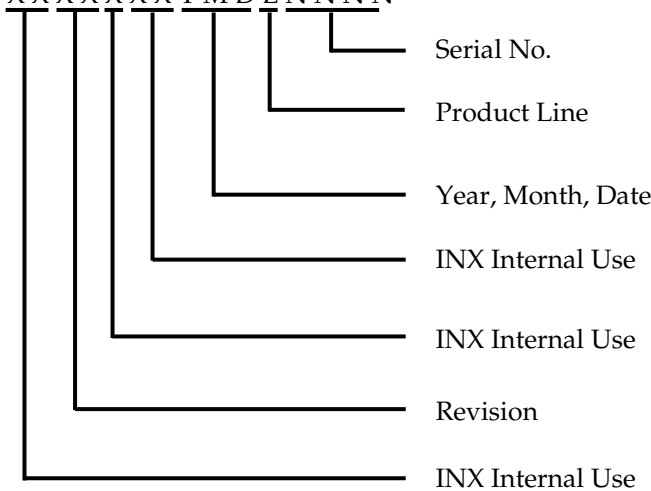 X X X X X X X Y M D L N N N N
Serial No.
Product Line
Year, Month, Date
INX Internal Use
INX Internal Use
Revision
INX Internal Use